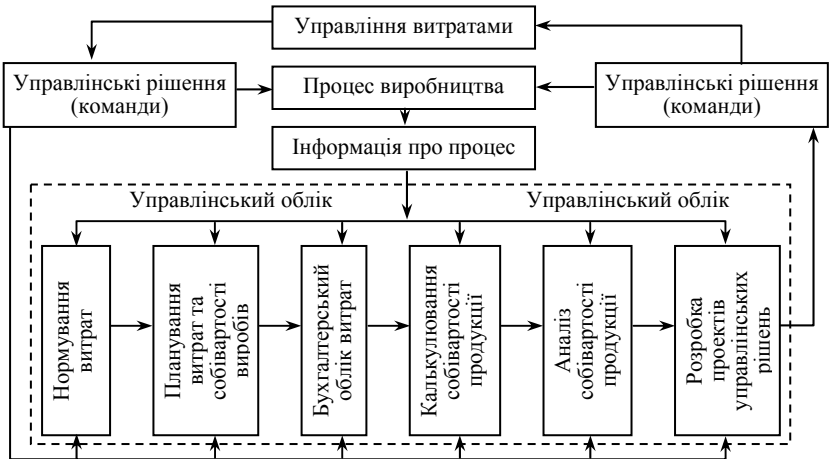 Управління витратами
Управлінські рішення
(команди)
Процес виробництва
Управлінські рішення
(команди)
Інформація про процес
Управлінський облік
Управлінський облік
Нормування
витрат
Планування
витрат та
собівартості
виробів
Бухгалтерський
облік витрат
Калькулювання
собівартості
продукції
Аналіз
собівартості
продукції
Розробка
проектів
управлінських
рішень